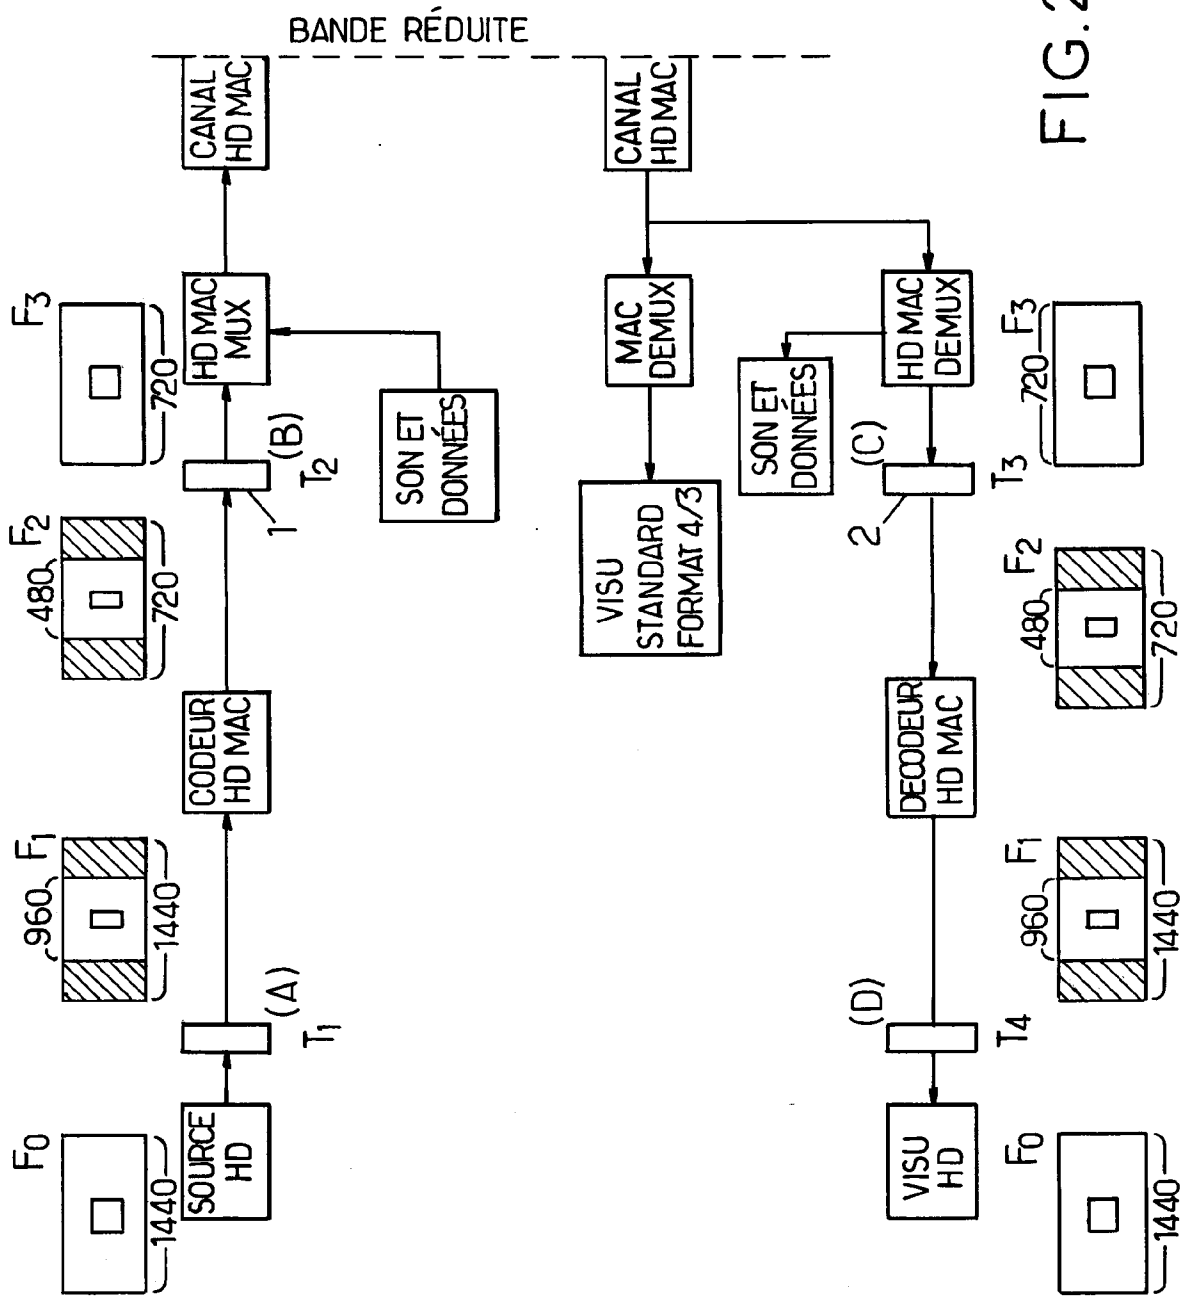 BANDE RÉDUITE
F0
1440
SOURCE
HD
T1
(A)
F1
960
1440
CODEUR
HD MAC
F2
480
720
1
T2
(B)
F3
720
HD MAC
MUX
SON ET
DONNÉES
CANAL
HD MAC
CANAL
HD MAC
MAC
DEMUX
VISU
STANDARD
FORMAT 4/3
HD MAC
DEMUX
SON ET
DONNÉES
(C)
2
T3
F3
720
F2
480
720
DECODEUR
HD MAC
F1
960
1440
(D)
T4
VISU
HD
F0
1440
FIG.2